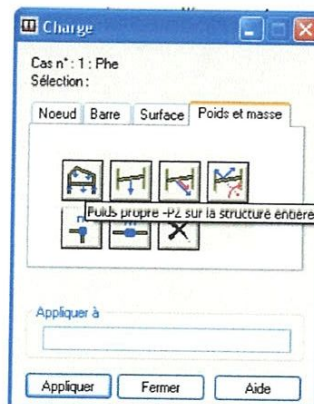 Charge
Cas n° : 1 : Phe
Sélection :
Noeud Barre Surface Poids et masse
Poids propre -PZ sur la structure entière
Appliquer à
Appliquer Fermer Aide